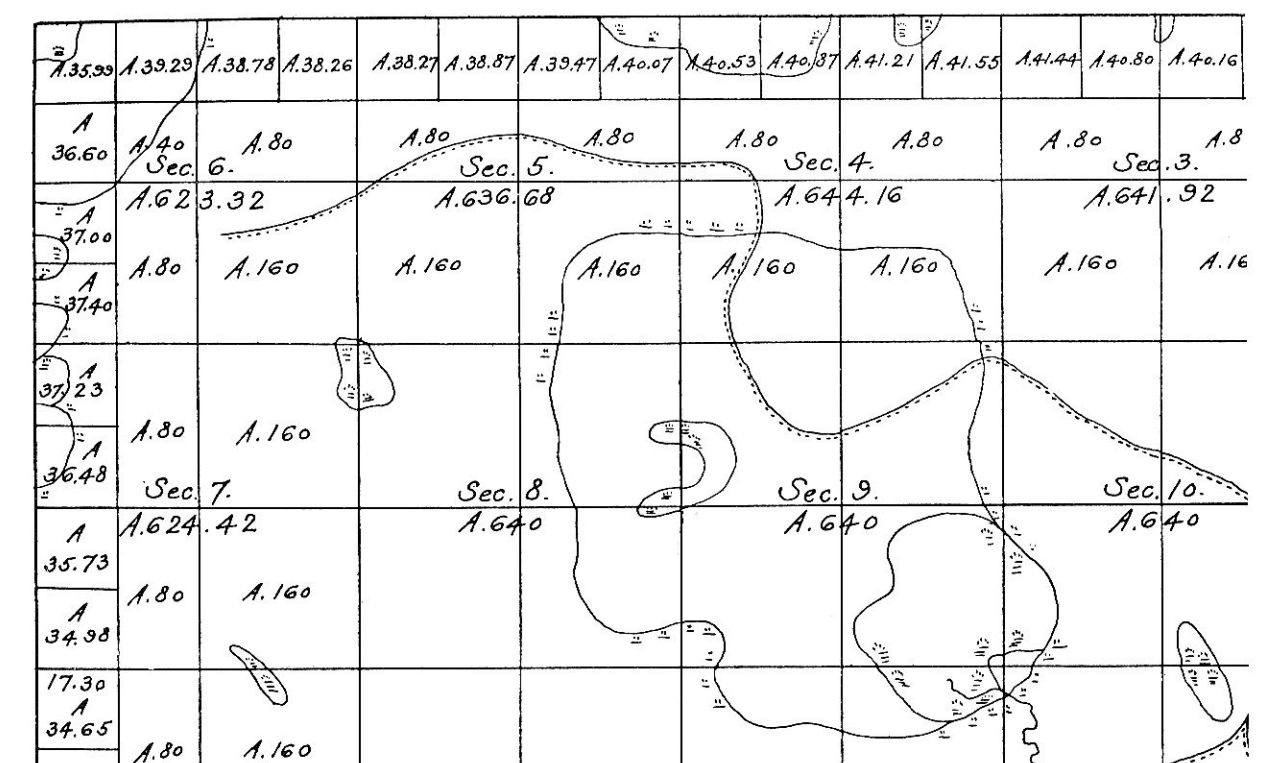 A.35.99 A.39.29 A.38.78 A.38.26 A.38.27 A.38.87 A.39.47 A.40.07 A.40.53 A.40.87 A.41.21 A.41.55 A.41.44 A.40.80 A.40.16
A
36.60 A.40 A.80 A.80 A.80 A.80 A.80 A.80 A.8
Sec. 6. Sec. 5. Sec. 4. Sec. 3.
A.623.32 A.636.68 A.644.16 A.641.92
A
37.00
A.80 A.160 A.160 A.160 A.160 A.160 A.160 A.16
A
37.40
A
37.23
A.80 A.160
A
36.48
Sec. 7. Sec. 8. Sec. 9. Sec. 10.
A.624.42 A.640 A.640 A.640
A
35.73
A.80 A.160
A
34.98
17.30
A
34.65
A.80 A.160